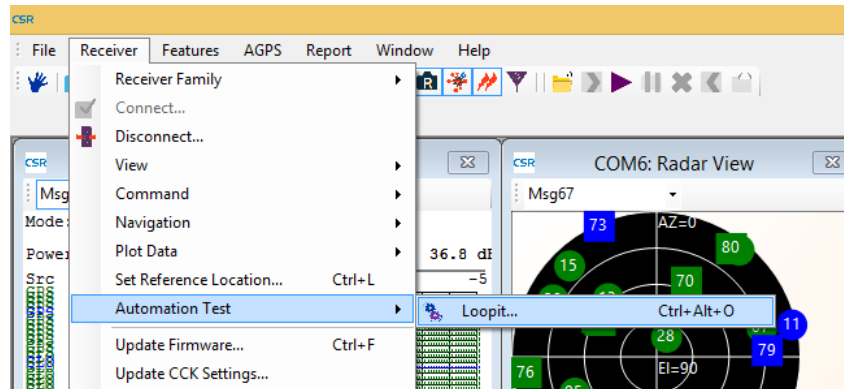 CSR
File Receiver Features AGPS Report Window Help
R
Receiver Family
Connect...
Disconnect...
CSR
CSR COM6: Radar View
View
Msg
Msg67
Command
Mode:
Navigation
73 AZ=0 80
Plot Data
Power
36.8 dB
15
Src
Set Reference Location... Ctrl+L
-5
70
GPS
Automation Test
Loopit... Ctrl+Alt+O
11
28
79
Update Firmware... Ctrl+F
76
El=90
Update CCK Settings...